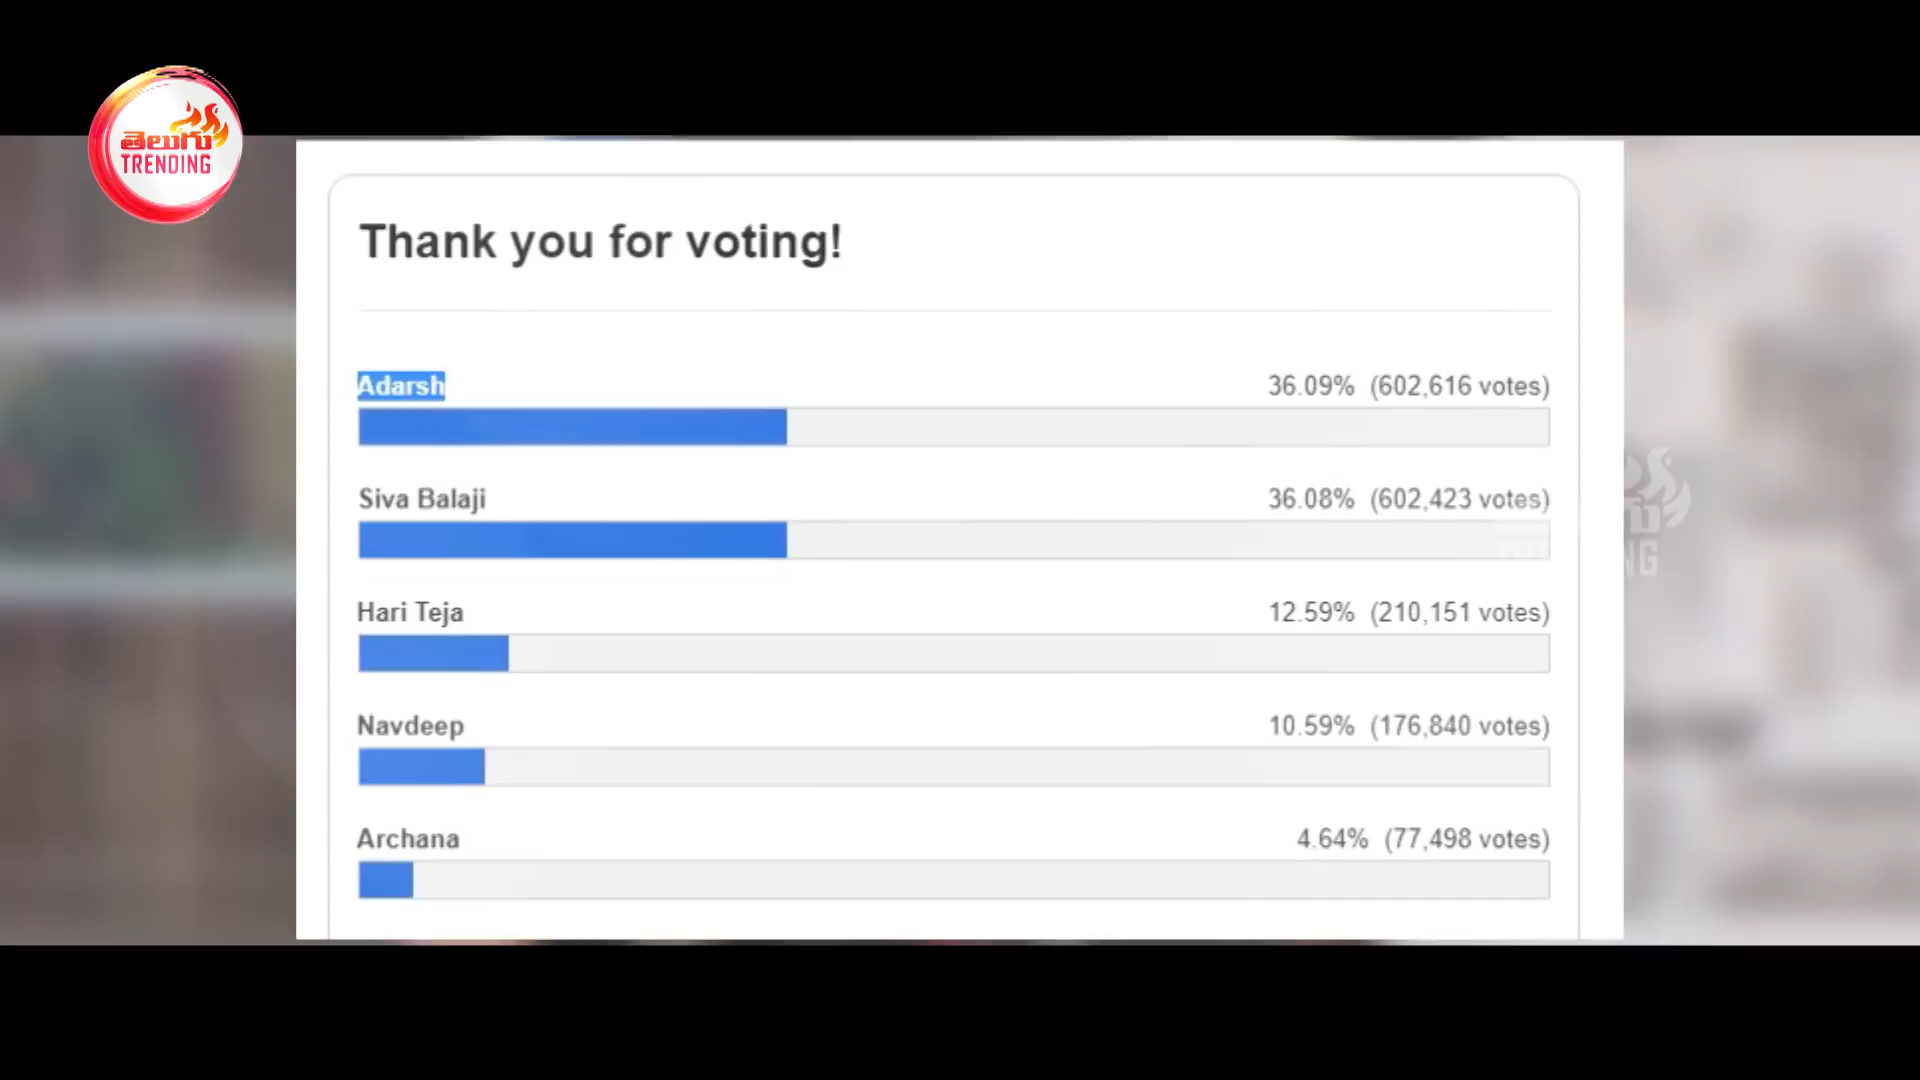 తెలుగు
TRENDING
Thank you for voting!
Adarsh 36.09% (602,616 votes)
Siva Balaji 36.08% (602,423 votes)
Hari Teja 12.59% (210,151 votes)
Navdeep 10.59% (176,840 votes)
Archana 4.64% (77,498 votes)